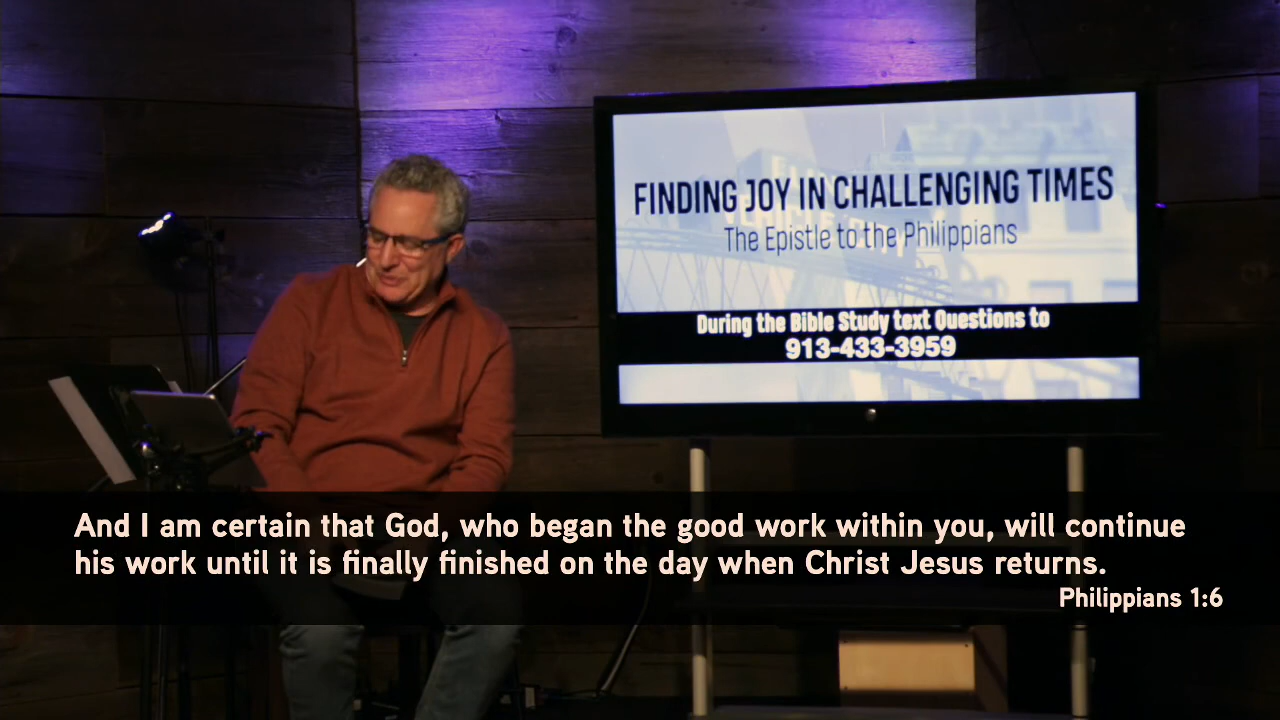 FINDING JOY IN CHALLENGING TIMES
The Epistle to the Philippians
During the Bible Study text Questions to
913-433-3959
And I am certain that God, who began the good work within you, will continue
his work until it is finally finished on the day when Christ Jesus returns.
Philippians 1:6